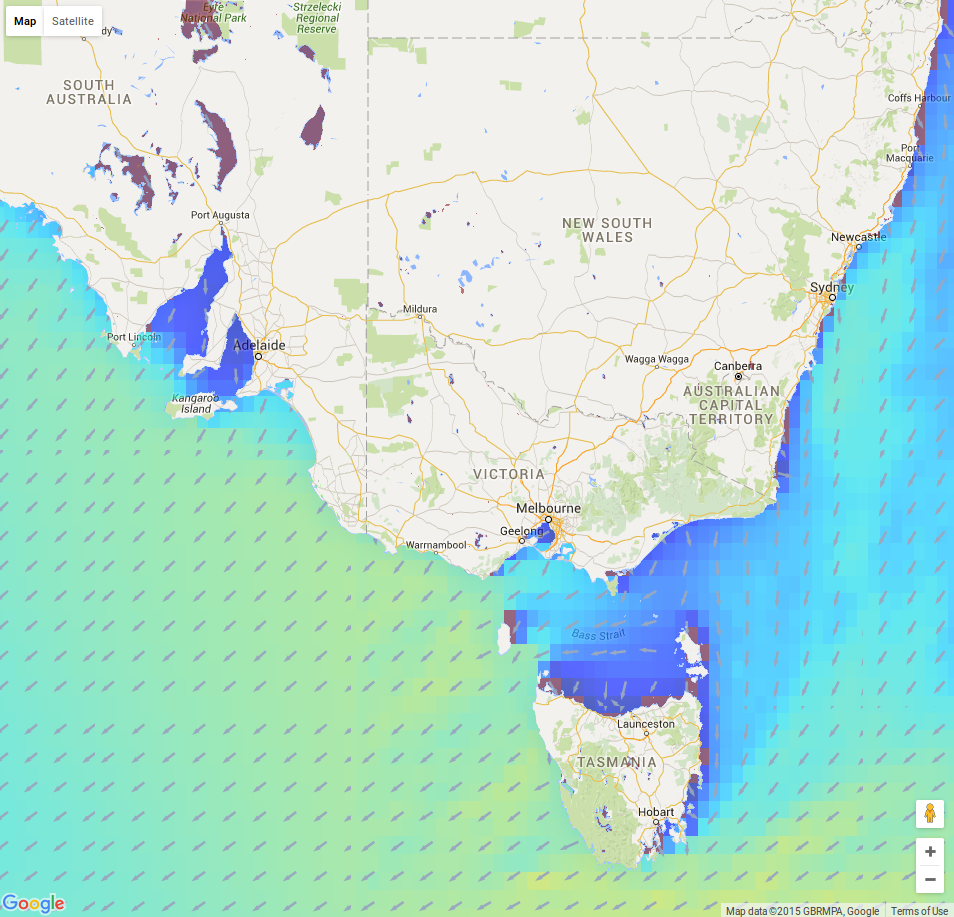 Map
Satellite
Eyre
National Park
Strzelecki
Regional
Reserve
SOUTH
AUSTRALIA
Coffs Harbour
Port
Macquarie
Port Augusta
NEW SOUTH
WALES
Newcastle
Sydney
Mildura
Port Lincoln
Adelaide
Wagga Wagga
Canberra
AUSTRALIAN
CAPITAL
TERRITORY
Kangaroo
Island
VICTORIA
Melbourne
Geelong
Warrnambool
Bass Strait
Launceston
TASMANIA
Hobart
Google
Map data ©2015 GBRMPA, Google
Terms of Use